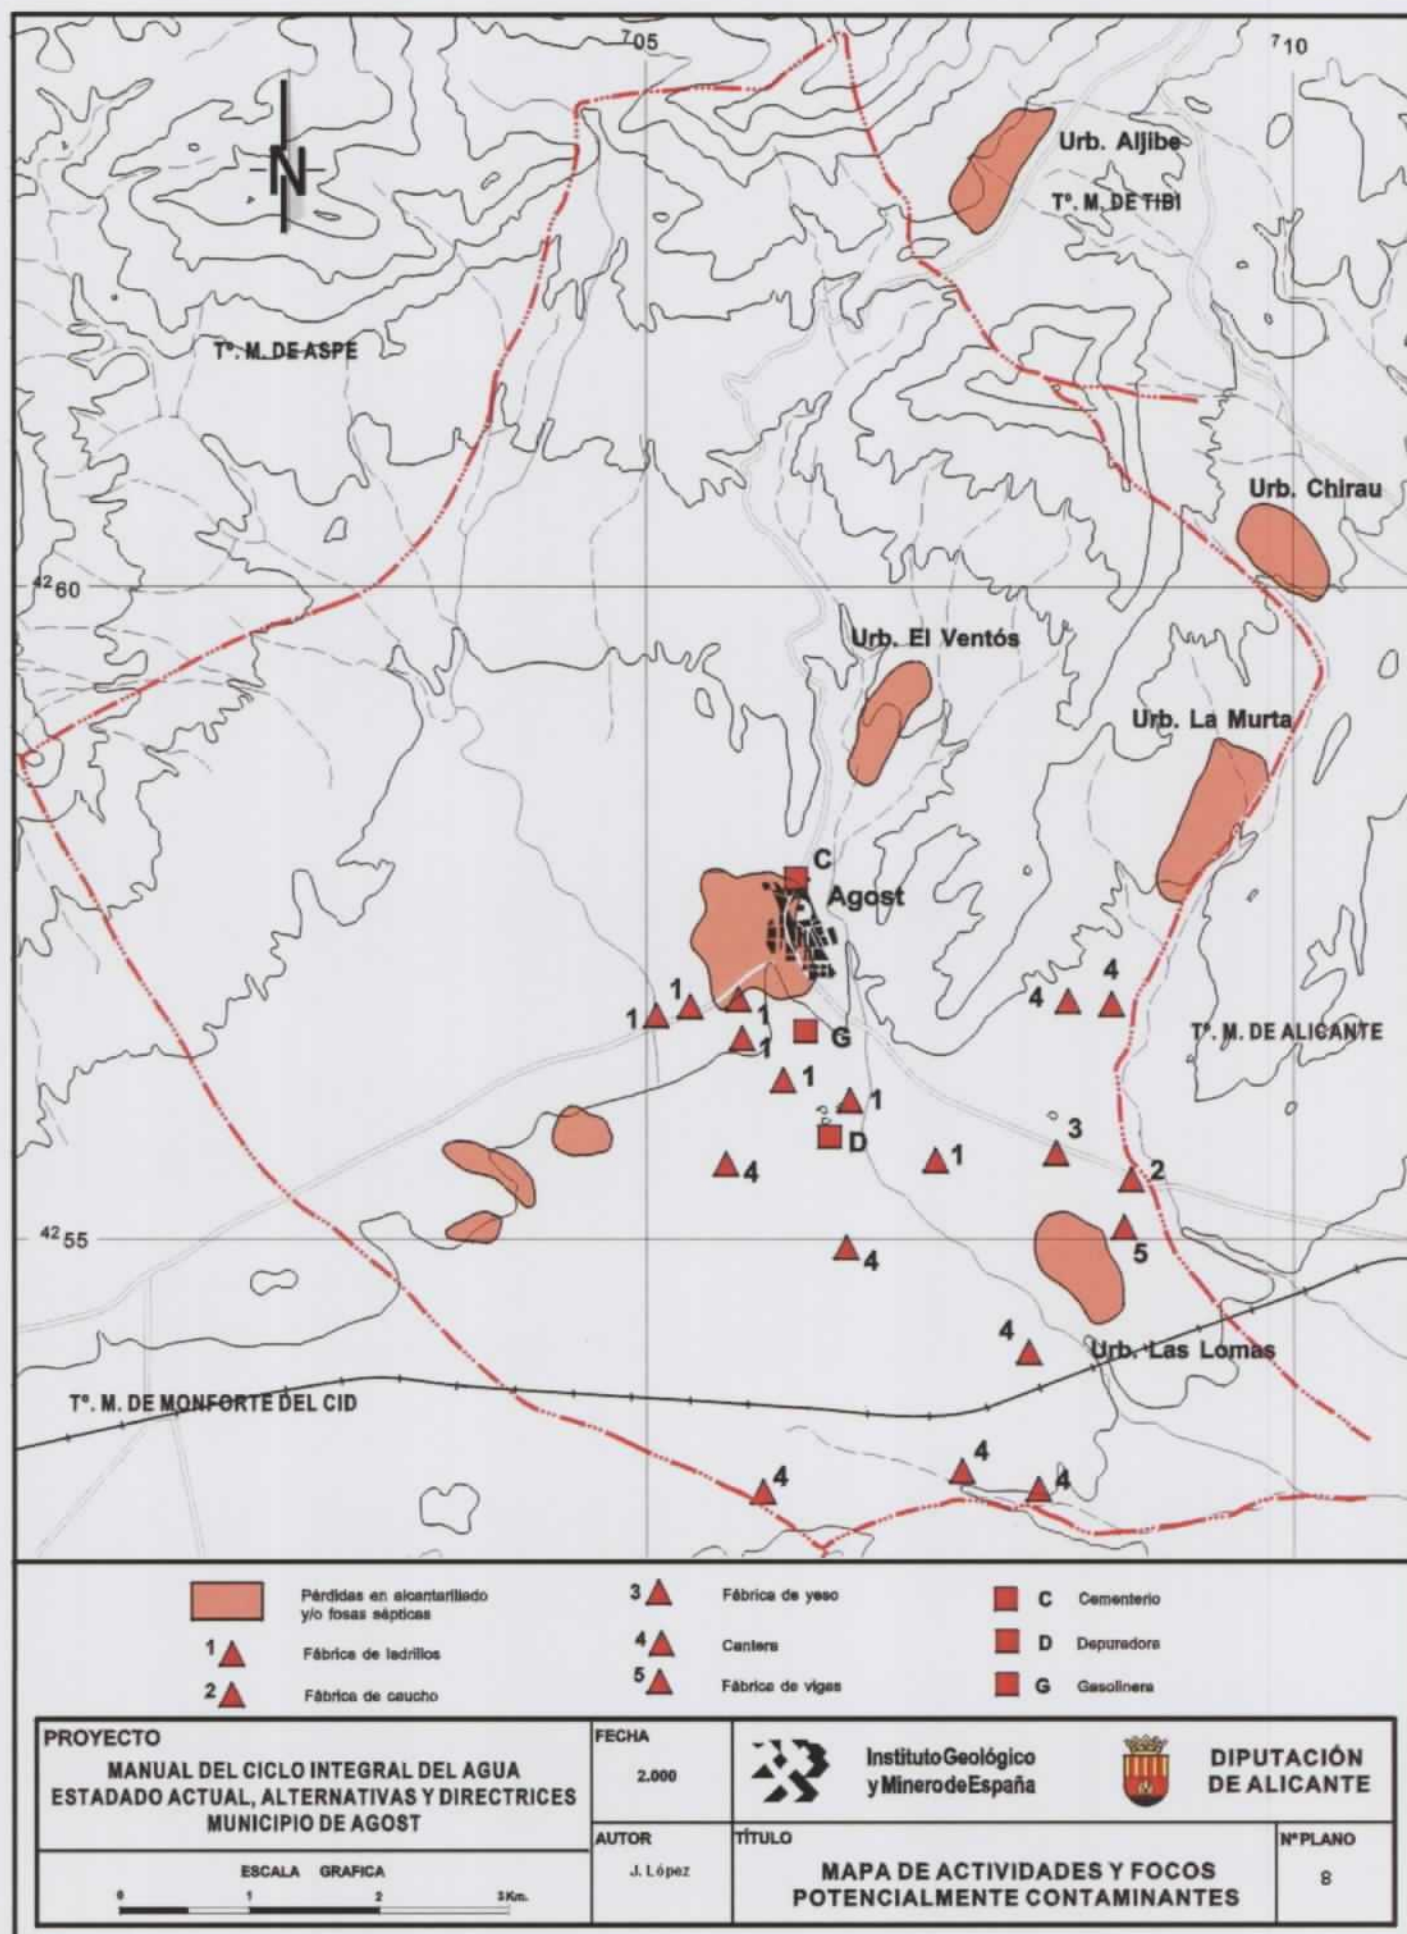 705
710
N
Urb. Aljibe
Tº. M. DE TIBI
Tº. M. DE ASPE
Urb. Chirau
4260
Urb. El Ventós
Urb. La Murta
C
Agost
4
4
1
1
1
1
G
Tº. M. DE ALICANTE
1
1
D
1
3
4
2
4255
5
4
4
Urb. Las Lomas
Tº. M. DE MONFORTE DEL CID
4
4
4
Pérdidas en alcantarillado
y/o fosas sépticas
1 Fábrica de ladrillos
2 Fábrica de caucho
3 Fábrica de yeso
4 Cantera
5 Fábrica de vigas
C Cementerio
D Depuradora
G Gasolinera
PROYECTO
MANUAL DEL CICLO INTEGRAL DEL AGUA
ESTADADO ACTUAL, ALTERNATIVAS Y DIRECTRICES
MUNICIPIO DE AGOST
ESCALA GRAFICA
0 1 2 3 Km.
FECHA
2.000
AUTOR
J. López
Instituto Geológico
y Minero de España
DIPUTACIÓN
DE ALICANTE
TÍTULO
MAPA DE ACTIVIDADES Y FOCOS
POTENCIALMENTE CONTAMINANTES
Nº PLANO
8